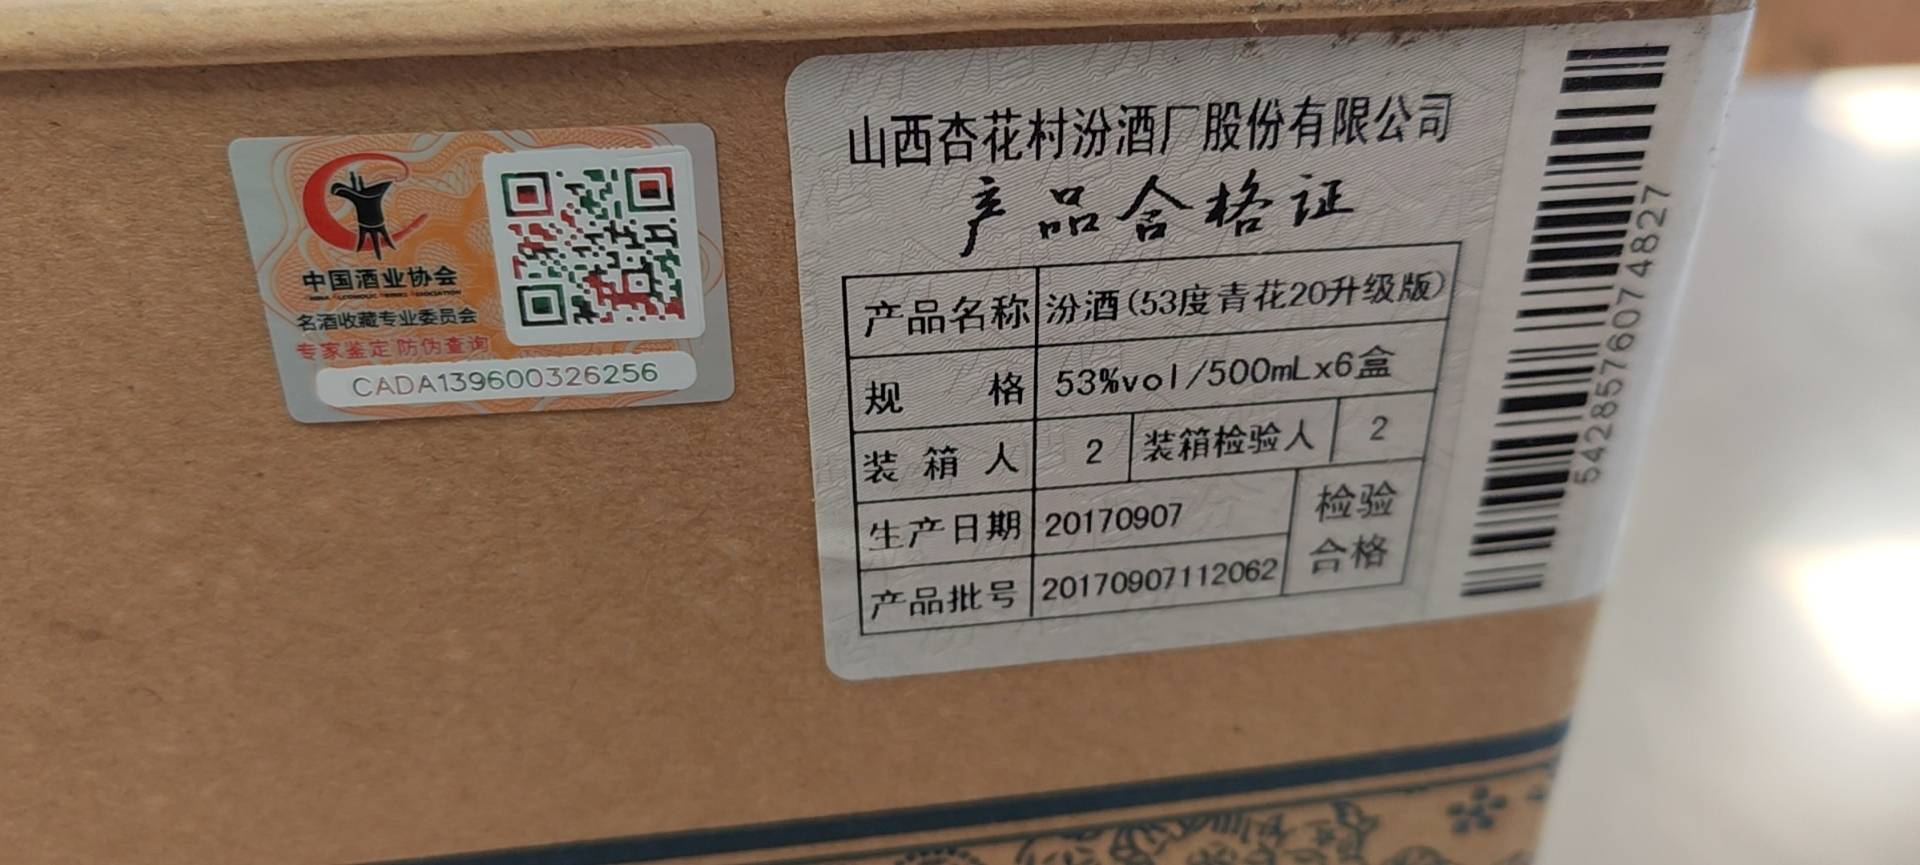 中国酒业协会
CHINA ALCOHOLIC DRINKS ASSOCIATION
名酒收藏专业委员会
专家鉴定 防伪查询
CADA139600326256
山西杏花村汾酒厂股份有限公司
产品合格证
产品名称 汾酒(53度青花20升级版)
规 格 53%vol/500mLx6盒
装 箱 人 2 装箱检验人 2
生产日期 20170907
产品批号 20170907112062
检验
合格
54285760774827